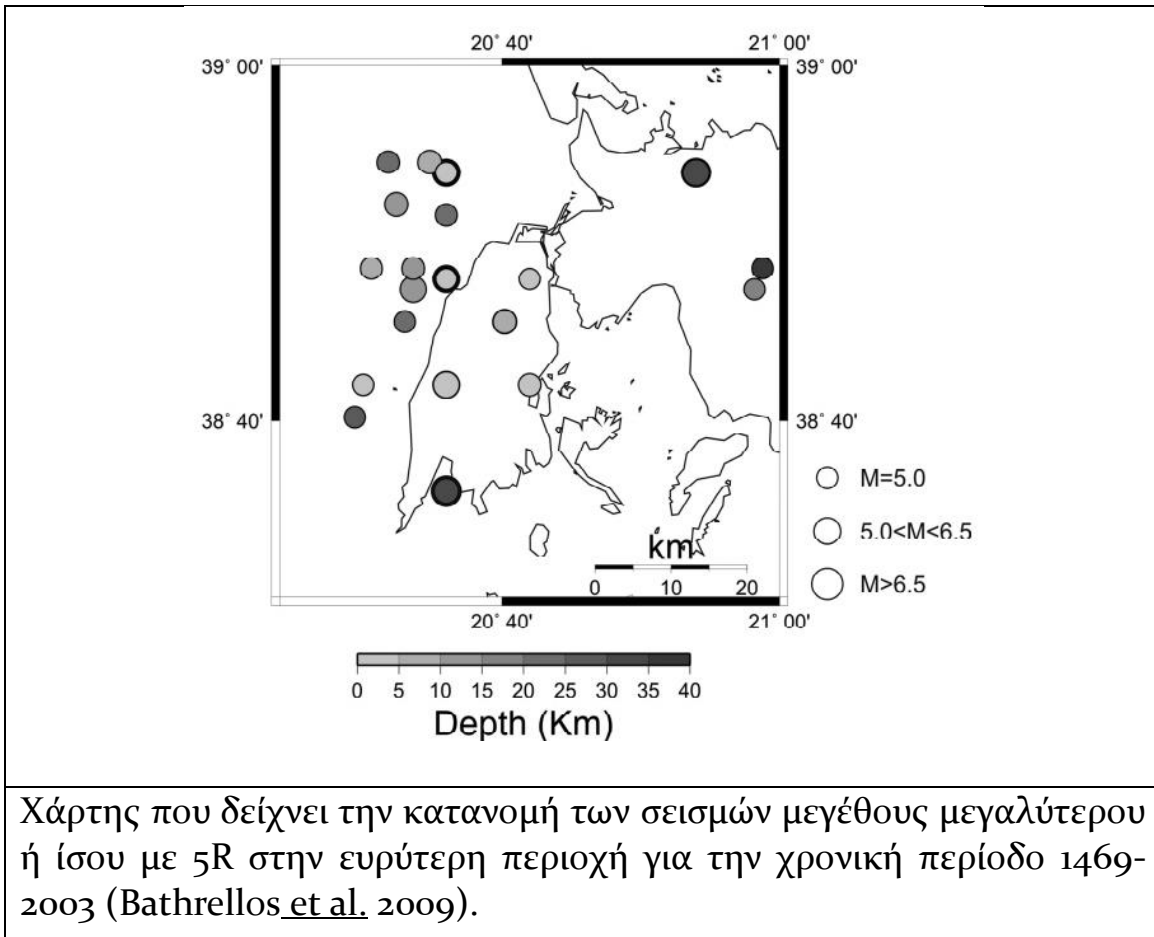 20° 40'
21° 00'
39° 00'
39° 00'
38° 40'
38° 40'
M=5.0
5.0<M<6.5
M>6.5
km
0 10 20
20° 40'
21° 00'
0 5 10 15 20 25 30 35 40
Depth (Km)
Χάρτης που δείχνει την κατανομή των σεισμών μεγέθους μεγαλύτερου
ή ίσου με 5R στην ευρύτερη περιοχή για την χρονική περίοδο 1469-
2003 (Bathrellos et al. 2009).